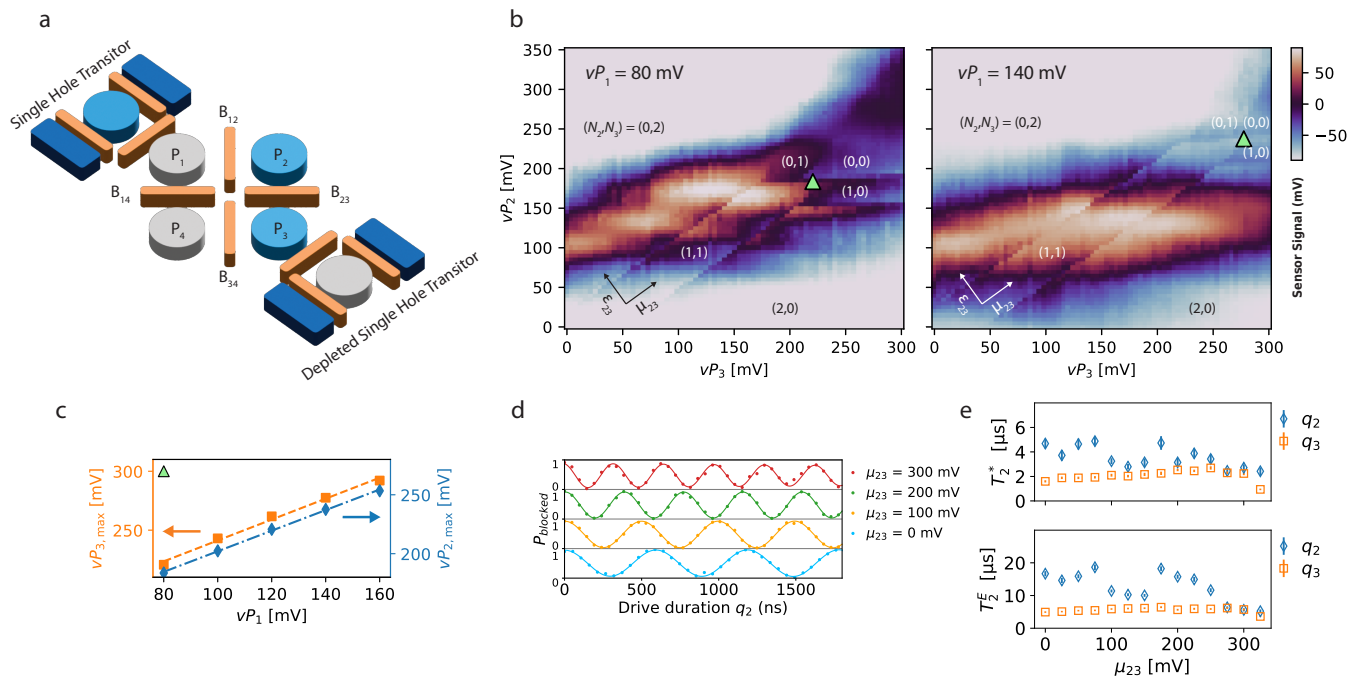 a
Single Hole Transitor
B12
P1
P2
B14
B23
P4
P3
B34
Depleted Single Hole Transitor
b
vP1 = 80 mV
(N2,N3) = (0,2)
(0,1)
(0,0)
(1,0)
(1,1)
(2,0)
ε23
μ23
350
300
250
200
150
100
50
0
vP2 [mV]
0 50 100 150 200 250 300
vP3 [mV]
vP1 = 140 mV
(N2,N3) = (0,2)
(0,1) (0,0)
(1,0)
(1,1)
(2,0)
ε23
μ23
0 50 100 150 200 250 300
vP3 [mV]
50
0
−50
Sensor Signal (mV)
c
300
250
vP3,max [mV]
250
200
vP2,max [mV]
80 100 120 140 160
vP1 [mV]
d
1
0
1
0
1
0
1
0
Pblocked
0 500 1000 1500
Drive duration q2 (ns)
μ23 = 300 mV
μ23 = 200 mV
μ23 = 100 mV
μ23 = 0 mV
e
6
4
2
0
T2* [μs]
q2
q3
20
10
0
T2E [μs]
q2
q3
0 100 200 300
μ23 [mV]